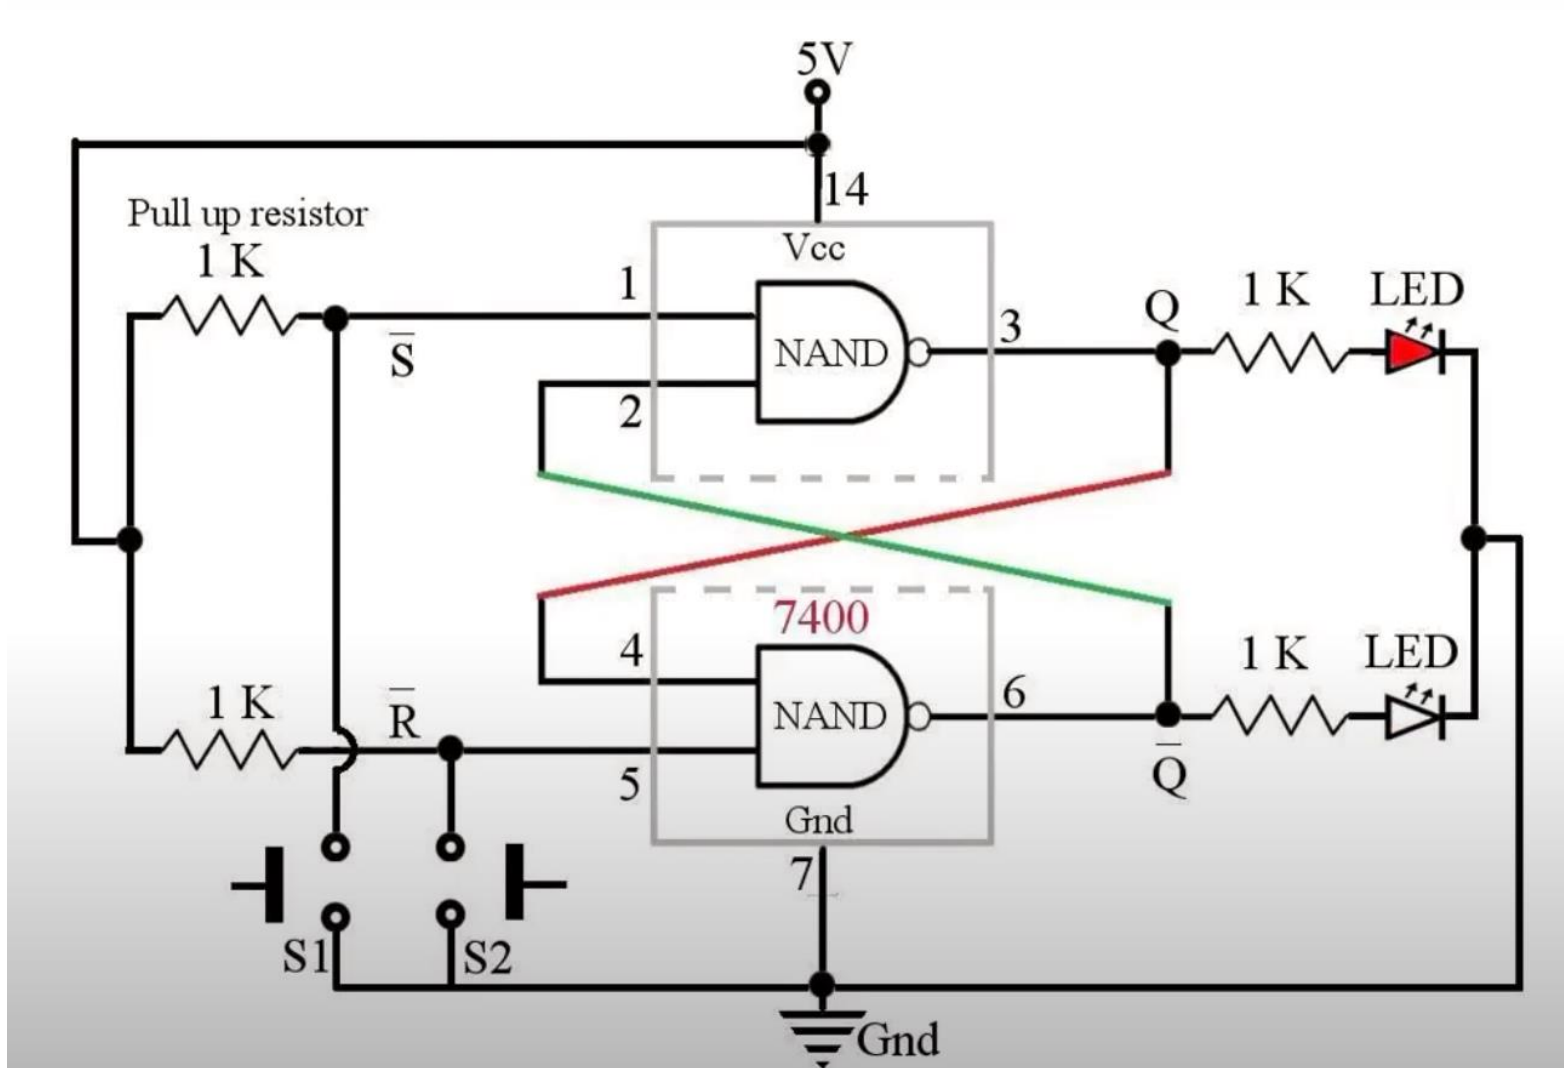 5V
14
Pull up resistor
1 K
Vcc
1
S̅
NAND
2
3
Q
1 K
LED
7400
4
1 K
R̅
NAND
5
6
Q̅
1 K
LED
Gnd
7
S1
S2
Gnd